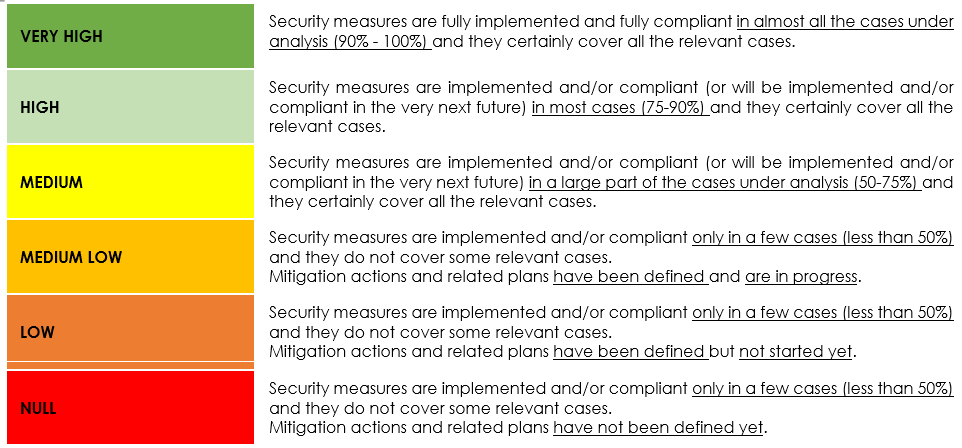 VERY HIGH
Security measures are fully implemented and fully compliant in almost all the cases under
analysis (90% - 100%) and they certainly cover all the relevant cases.
HIGH
Security measures are implemented and/or compliant (or will be implemented and/or
compliant in the very next future) in most cases (75-90%) and they certainly cover all the
relevant cases.
MEDIUM
Security measures are implemented and/or compliant (or will be implemented and/or
compliant in the very next future) in a large part of the cases under analysis (50-75%) and
they certainly cover all the relevant cases.
MEDIUM LOW
Security measures are implemented and/or compliant only in a few cases (less than 50%)
and they do not cover some relevant cases.
Mitigation actions and related plans have been defined and are in progress.
LOW
Security measures are implemented and/or compliant only in a few cases (less than 50%)
and they do not cover some relevant cases.
Mitigation actions and related plans have been defined but not started yet.
NULL
Security measures are implemented and/or compliant only in a few cases (less than 50%)
and they do not cover some relevant cases.
Mitigation actions and related plans have not been defined yet.